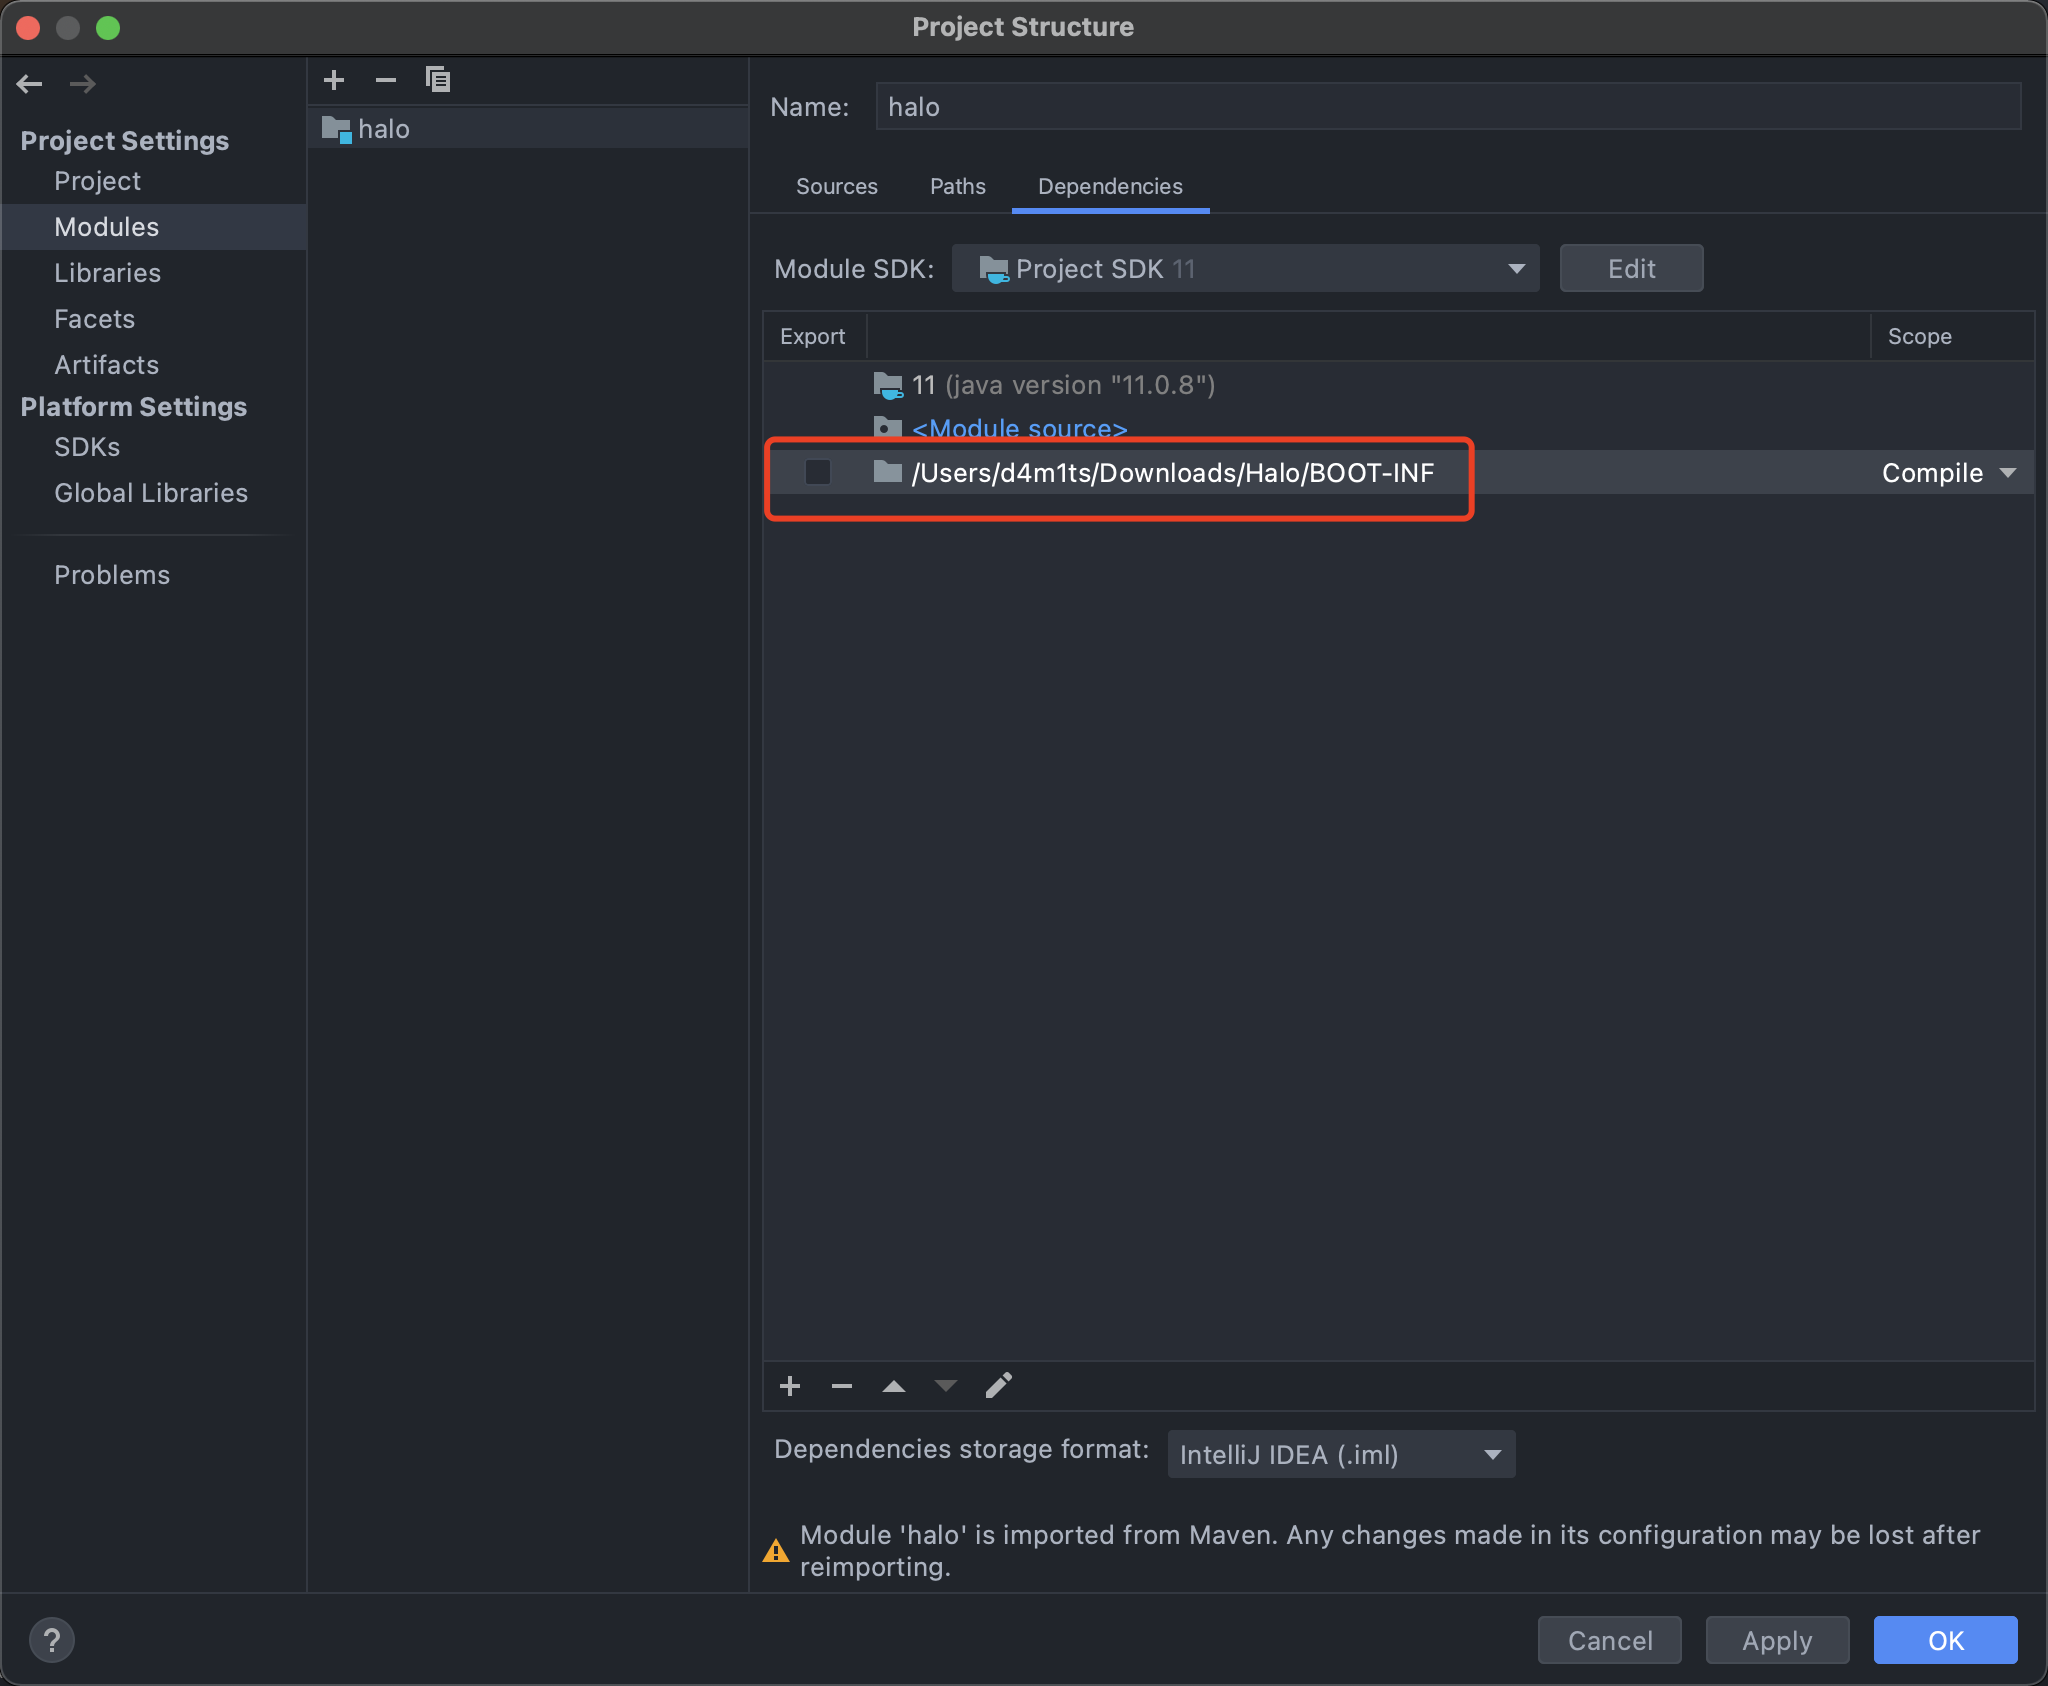 Project Structure
Project Settings
Project
Modules
Libraries
Facets
Artifacts
Platform Settings
SDKs
Global Libraries
Problems
halo
Name: halo
Sources Paths Dependencies
Module SDK: Project SDK 11 Edit
Export Scope
11 (java version "11.0.8")
<Module source>
/Users/d4m1ts/Downloads/Halo/BOOT-INF Compile
Dependencies storage format: IntelliJ IDEA (.iml)
Module 'halo' is imported from Maven. Any changes made in its configuration may be lost after
reimporting.
? Cancel Apply OK